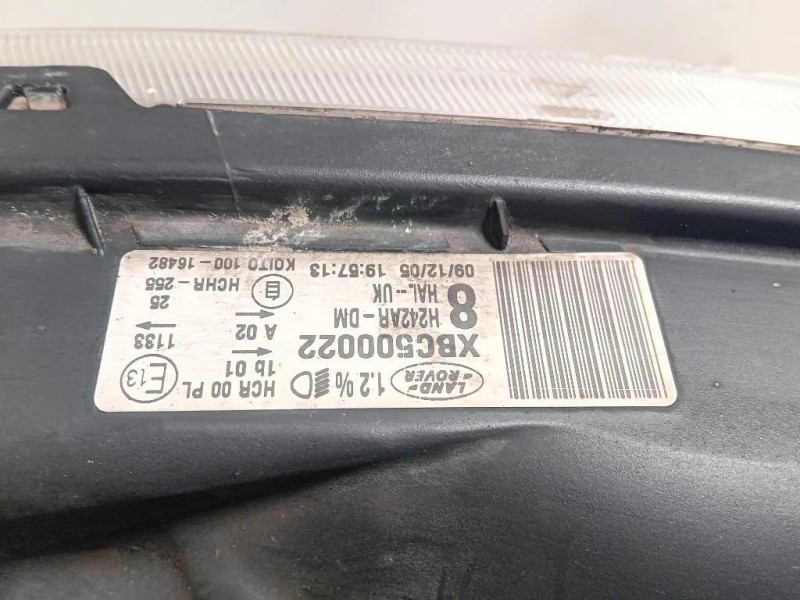 LAND
ROVER
1.2%
HCR 00 PL
E13
XBC500022
1b 01
H242AR-DM
A 02
1188
8
HAL--UK
HCHR-255
25
09/12/05 19:57:13
KOITO 100-16482